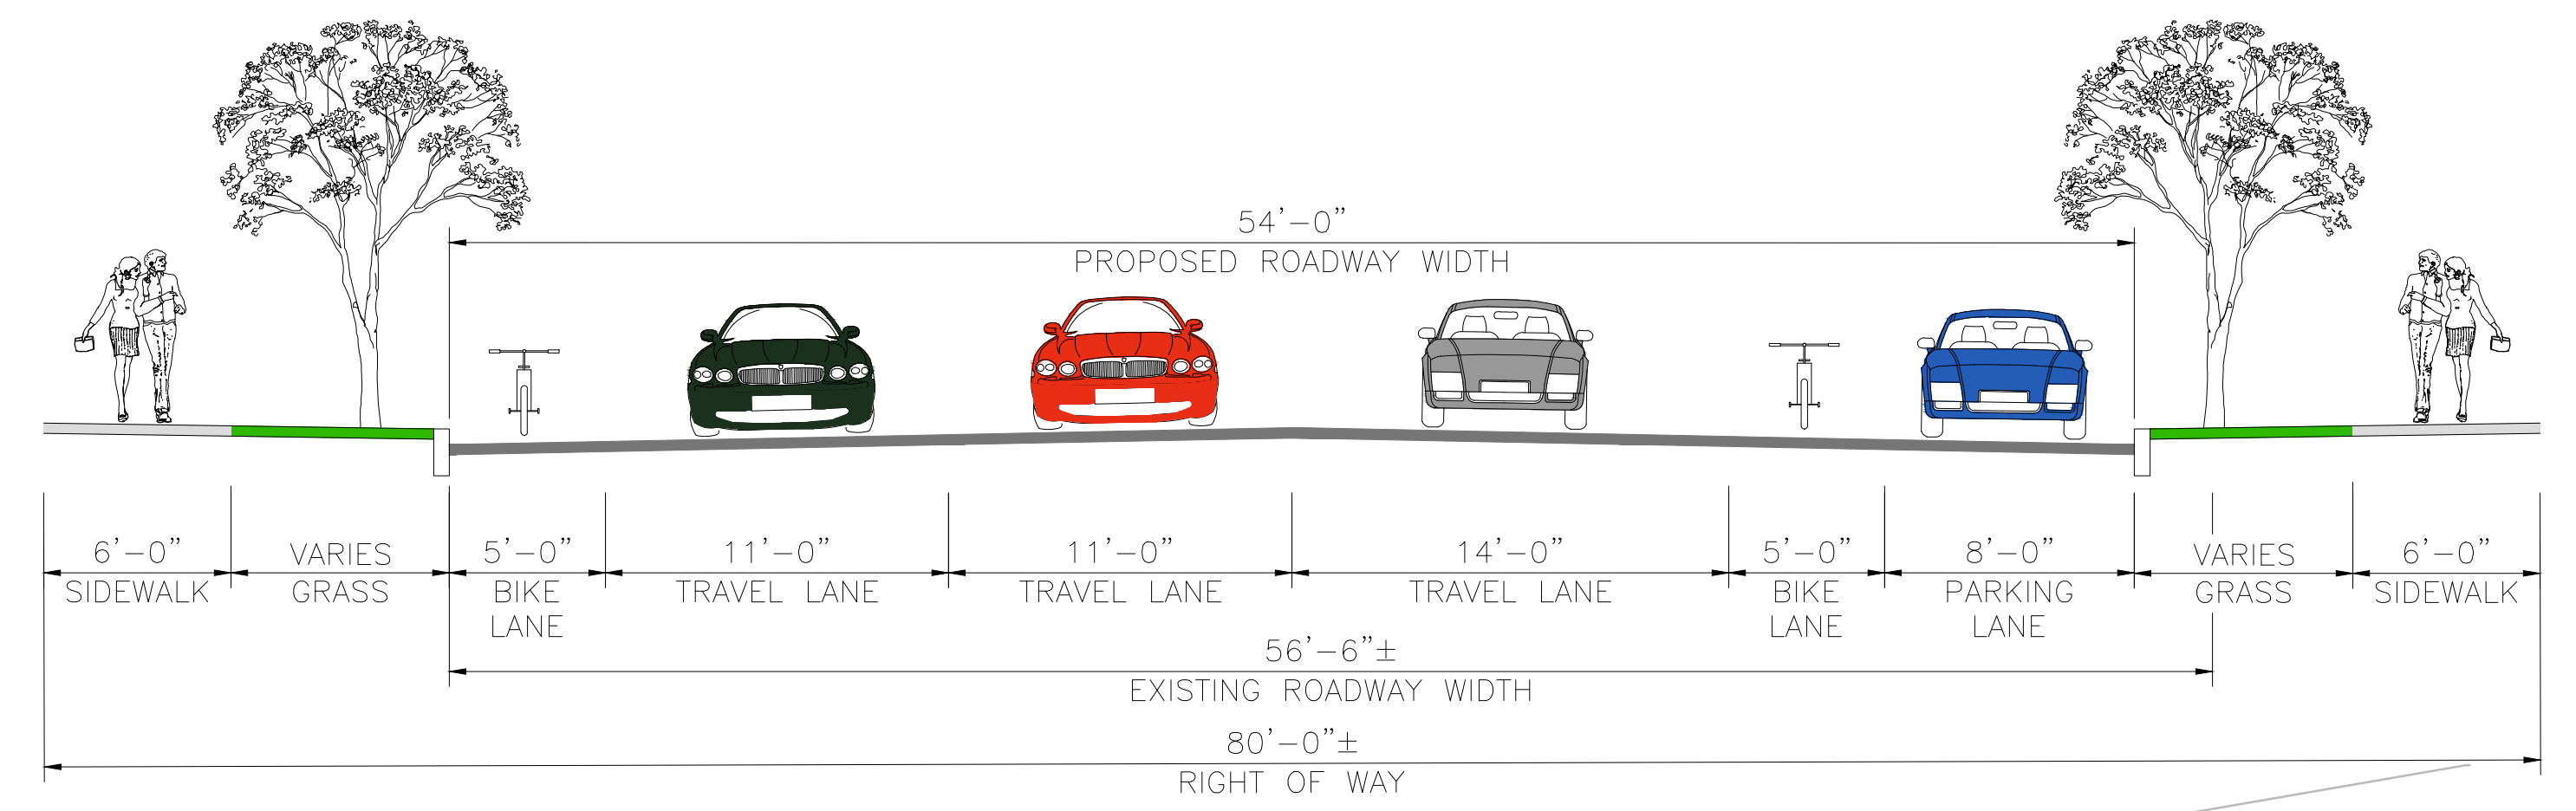 54'-0"
PROPOSED ROADWAY WIDTH
6'-0"
SIDEWALK
VARIES
GRASS
5'-0"
BIKE
LANE
11'-0"
TRAVEL LANE
11'-0"
TRAVEL LANE
14'-0"
TRAVEL LANE
5'-0"
BIKE
LANE
8'-0"
PARKING
LANE
VARIES
GRASS
6'-0"
SIDEWALK
56'-6"±
EXISTING ROADWAY WIDTH
80'-0"±
RIGHT OF WAY